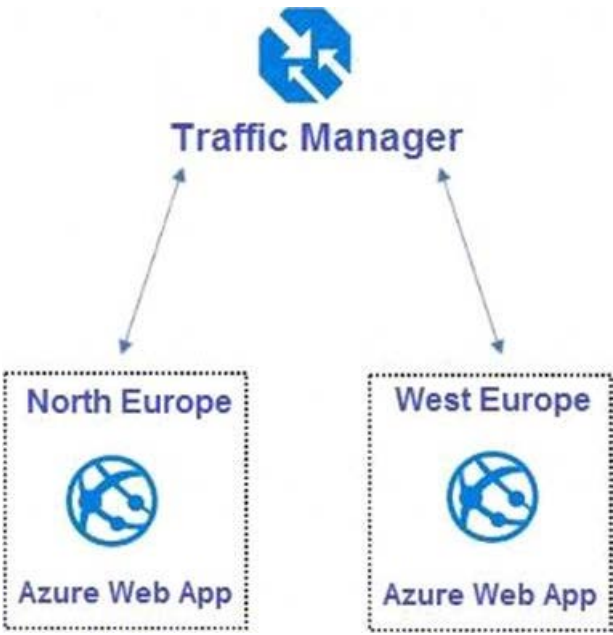 Traffic Manager
North Europe
Azure Web App
West Europe
Azure Web App